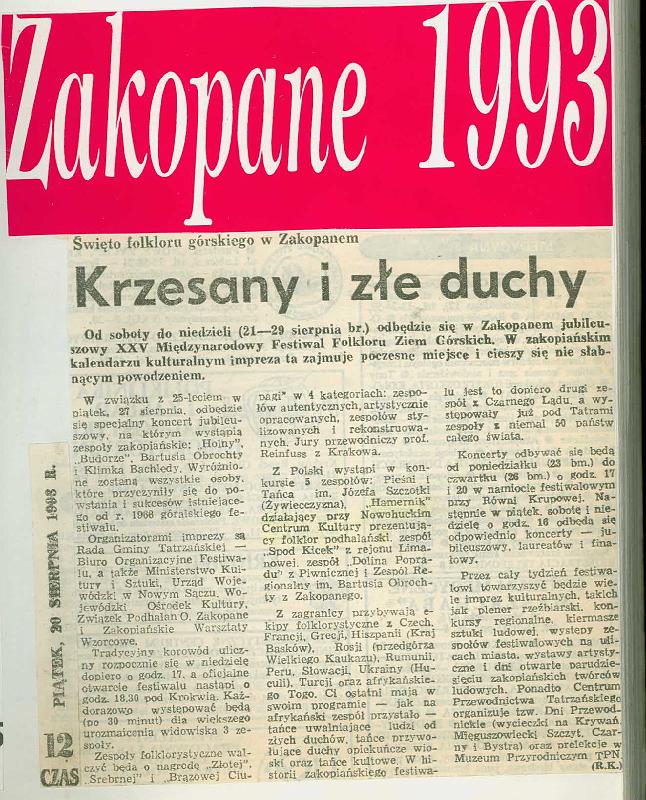 Zakopane 1993
Święto folkloru górskiego w Zakopanem
Krzesany i złe duchy
Od soboty do niedzieli (21—29 sierpnia br.) odbędzie się w Zakopanem jubileu-
szowy XXV Międzynarodowy Festiwal Folkloru Ziem Górskich. W zakopiańskim
kalendarzu kulturalnym impreza ta zajmuje poczesne miejsce i cieszy się nie słab-
nącym powodzeniem.
W związku z 25-leciem w
piątek, 27 sierpnia, odbędzie
się specjalny koncert jubileu-
szowy, na którym wystąpią
zespoły zakopiańskie: „Holny",
„Budorze", Bartusia Obrochty
i Klimka Bachledy. Wyróżnio-
ne zostaną wszystkie osoby,
które przyczyniły się do po-
wstania i sukcesów istniejące-
go od r. 1968 góralskiego fe-
stiwalu.
Organizatorami imprezy są
Rada Gminy Tatrzańskiej —
Biuro Organizacyjne Festiwa-
lu, a także Ministerstwo Kul-
tury i Sztuki, Urząd Woje-
wódzki w Nowym Sączu, Wo-
jewódzki Ośrodek Kultury,
Związek Podhalan O. Zakopane
i Zakopiańskie Warsztaty
Wzorcowe.
Tradycyjny korowód ulicz-
ny rozpocznie się w niedzielę
dopiero o godz. 17, a oficjalne
otwarcie festiwalu nastąpi o
godz. 18.30 pod Krokwią. Każ-
dorazowo występować będą
(po 30 minut) dla większego
urozmaicenia widowiska 3 ze-
społy.
Zespoły folklorystyczne wal-
czyć będą o nagrodę „Złotej",
„Srebrnej" i „Brązowej Ciu-
pagi" w 4 kategoriach: zespo-
łów autentycznych, artystycznie
opracowanych, zespołów sty-
lizowanych i rekonstruowa-
nych. Jury przewodniczy prof.
Reinfuss z Krakowa.
Z Polski wystąpi w kon-
kursie 5 zespołów: Pieśni i
Tańca im. Józefa Szczotki
(Żywiecczyzna), „Hamernik"
działający przy Nowohuckim
Centrum Kultury prezentują-
cy folklor podhalański, zespół
„Spod Kicek" z rejonu Lima-
nowej, zespół „Dolina Popra-
du" z Piwnicznej i Zespół Re-
gionalny im. Bartusia Obroch-
ty z Zakopanego.
Z zagranicy przybywają e-
kipy folklorystyczne z Czech,
Francji, Grecji, Hiszpanii (Kraj
Basków), Rosji (przedgórza
Wielkiego Kaukazu), Rumunii,
Peru, Słowacji, Ukrainy (Hu-
culi), Turcji oraz afrykańskie-
go Togo. Ci ostatni mają w
swoim programie — jak na
afrykański zespół przystało —
tańce uwalniające ludzi od
złych duchów, tańce przywo-
łujące duchy opiekuńcze wio-
ski oraz tańce kultowe. W hi-
storii zakopiańskiego festiwa-
lu jest to dopiero drugi ze-
spół z Czarnego Lądu, a wy-
stępowały już pod Tatrami
zespoły z niemal 50 państw
całego świata.
Koncerty odbywać się będą
od poniedziałku (23 bm.) do
czwartku (26 bm.) o godz. 17
i 20 w namiocie festiwalowym
przy Równi Krupowej. Na-
stępnie w piątek, sobotę i nie-
dzielę o godz. 16 odbędą się
odpowiednio koncerty — ju-
bileuszowy, laureatów i fina-
łowy.
Przez cały tydzień festiwa-
lowi towarzyszyć będzie wie-
le imprez kulturalnych, takich
jak plener rzeźbiarski, kon-
kursy regionalne, kiermasze
sztuki ludowej, występy ze-
społów festiwalowych na uli-
cach miasta, wystawy artysty-
czne i dni otwarte parudzie-
sięciu zakopiańskich twórców
ludowych. Ponadto Centrum
Przewodnictwa Tatrzańskiego
organizuje tzw. Dni Przewod-
nickie (wycieczki na Krywań,
Mięguszowiecki Szczyt, Czar-
ny i Bystrą) oraz prelekcje w
Muzeum Przyrodniczym TPN
(R.K.)
PIĄTEK, 20 SIERPNIA 1993 R.
12
CZAS